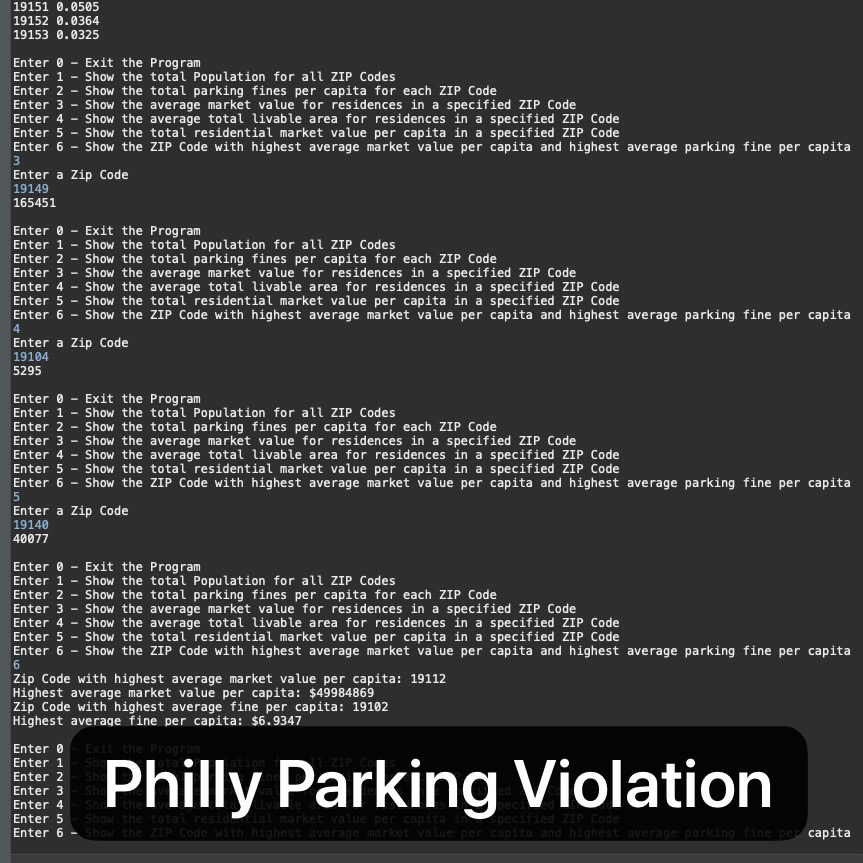 19151 0.0505
19152 0.0364
19153 0.0325
Enter 0 – Exit the Program
Enter 1 – Show the total Population for all ZIP Codes
Enter 2 – Show the total parking fines per capita for each ZIP Code
Enter 3 – Show the average market value for residences in a specified ZIP Code
Enter 4 – Show the average total livable area for residences in a specified ZIP Code
Enter 5 – Show the total residential market value per capita in a specified ZIP Code
Enter 6 – Show the ZIP Code with highest average market value per capita and highest average parking fine per capita
3
Enter a Zip Code
19149
165451
Enter 0 – Exit the Program
Enter 1 – Show the total Population for all ZIP Codes
Enter 2 – Show the total parking fines per capita for each ZIP Code
Enter 3 – Show the average market value for residences in a specified ZIP Code
Enter 4 – Show the average total livable area for residences in a specified ZIP Code
Enter 5 – Show the total residential market value per capita in a specified ZIP Code
Enter 6 – Show the ZIP Code with highest average market value per capita and highest average parking fine per capita
4
Enter a Zip Code
19104
5295
Enter 0 – Exit the Program
Enter 1 – Show the total Population for all ZIP Codes
Enter 2 – Show the total parking fines per capita for each ZIP Code
Enter 3 – Show the average market value for residences in a specified ZIP Code
Enter 4 – Show the average total livable area for residences in a specified ZIP Code
Enter 5 – Show the total residential market value per capita in a specified ZIP Code
Enter 6 – Show the ZIP Code with highest average market value per capita and highest average parking fine per capita
5
Enter a Zip Code
19140
40077
Enter 0 – Exit the Program
Enter 1 – Show the total Population for all ZIP Codes
Enter 2 – Show the total parking fines per capita for each ZIP Code
Enter 3 – Show the average market value for residences in a specified ZIP Code
Enter 4 – Show the average total livable area for residences in a specified ZIP Code
Enter 5 – Show the total residential market value per capita in a specified ZIP Code
Enter 6 – Show the ZIP Code with highest average market value per capita and highest average parking fine per capita
6
Zip Code with highest average market value per capita: 19112
Highest average market value per capita: $49984869
Zip Code with highest average fine per capita: 19102
Highest average fine per capita: $6.9347
Enter 0 – Exit the Program
Enter 1
Enter 2
Enter 3
Enter 4
Enter 5
Enter 6 – Show the ZIP Code with highest average market value per capita and highest average parking fine per capita
Philly Parking Violation